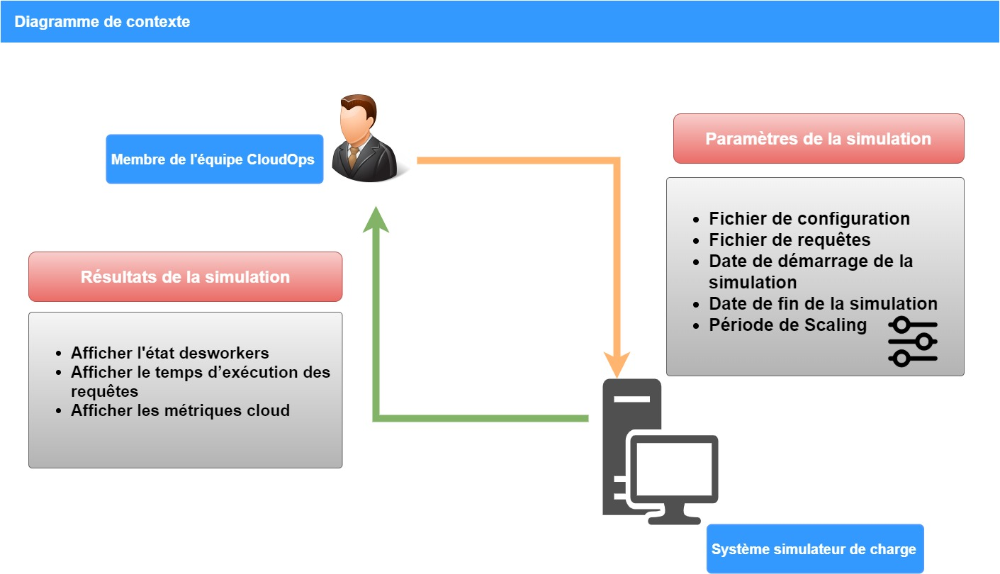 Diagramme de contexte
Membre de l'équipe CloudOps
Paramètres de la simulation
• Fichier de configuration
• Fichier de requêtes
• Date de démarrage de la
simulation
• Date de fin de la simulation
• Période de Scaling
Résultats de la simulation
• Afficher l'état desworkers
• Afficher le temps d’exécution des
requêtes
• Afficher les métriques cloud
Système simulateur de charge